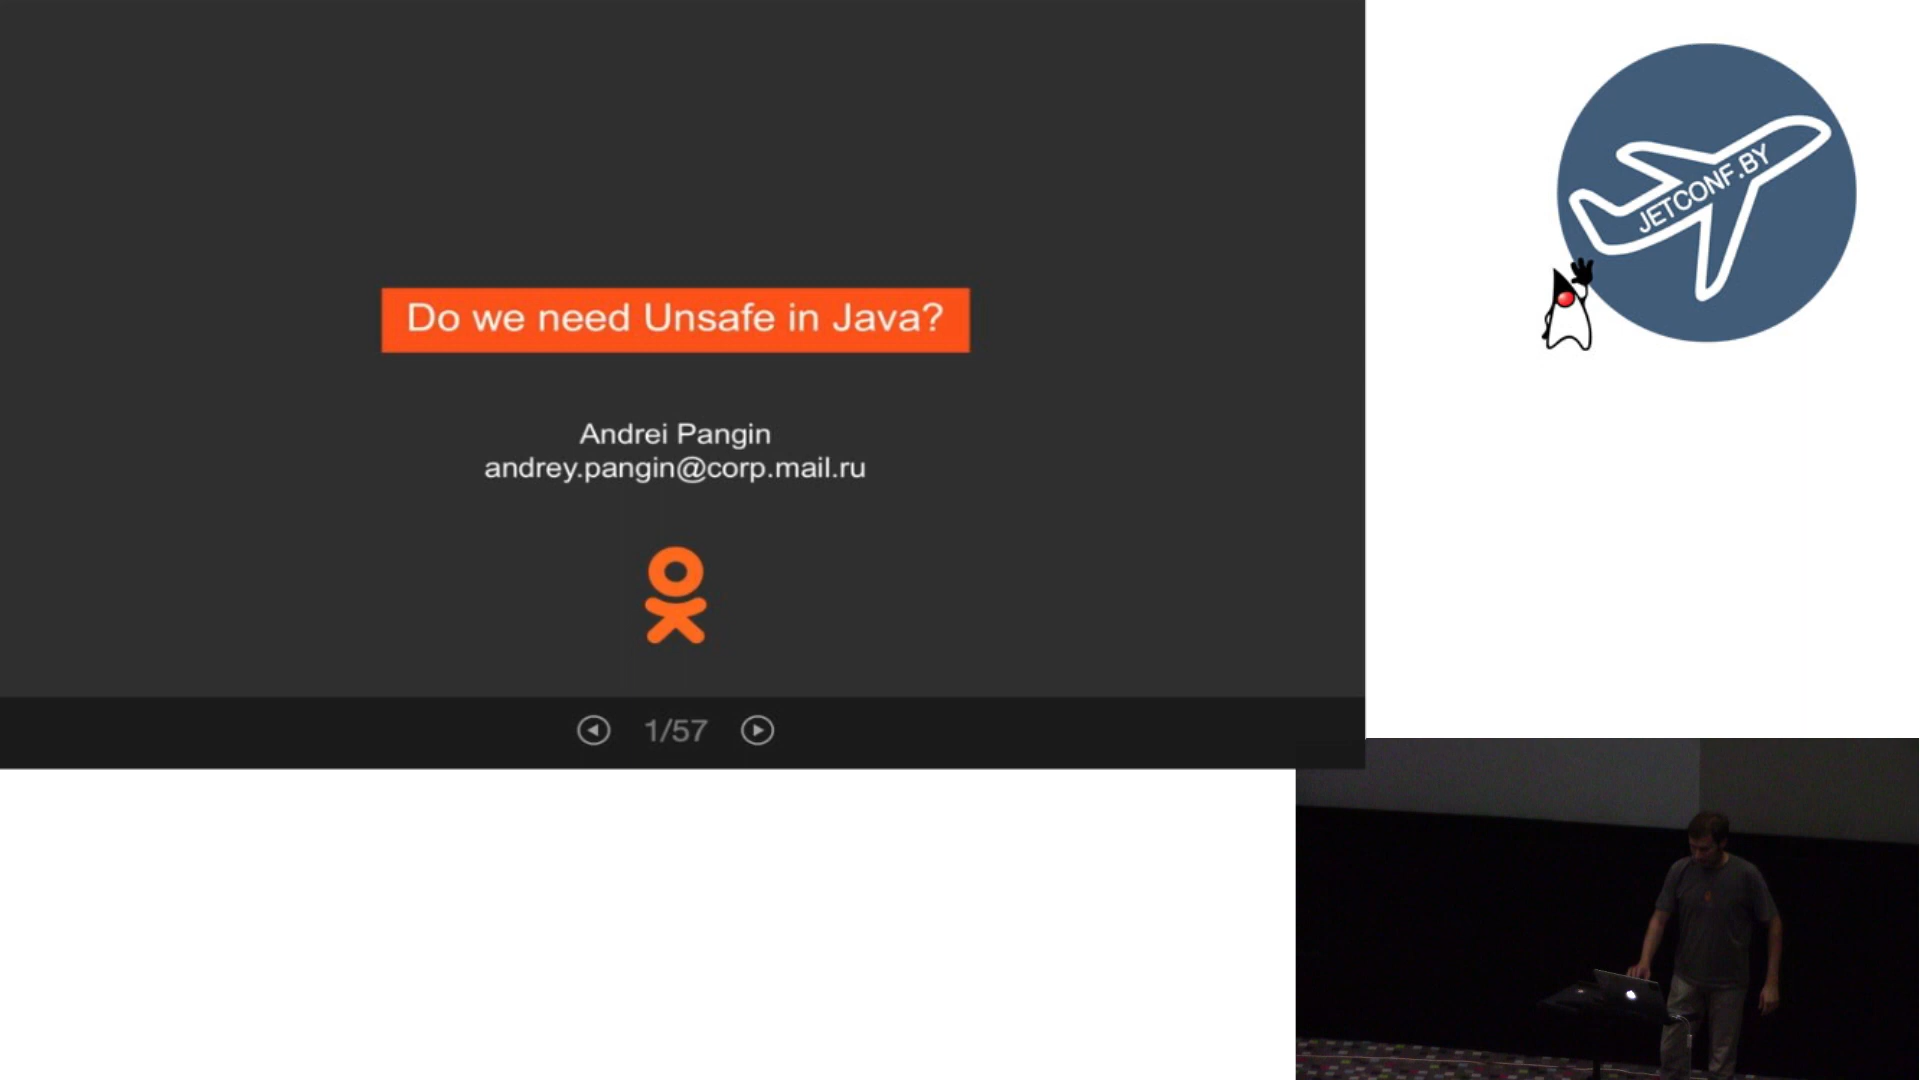 Do we need Unsafe in Java?
Andrei Pangin
andrey.pangin@corp.mail.ru
1/57
JETCONF.BY